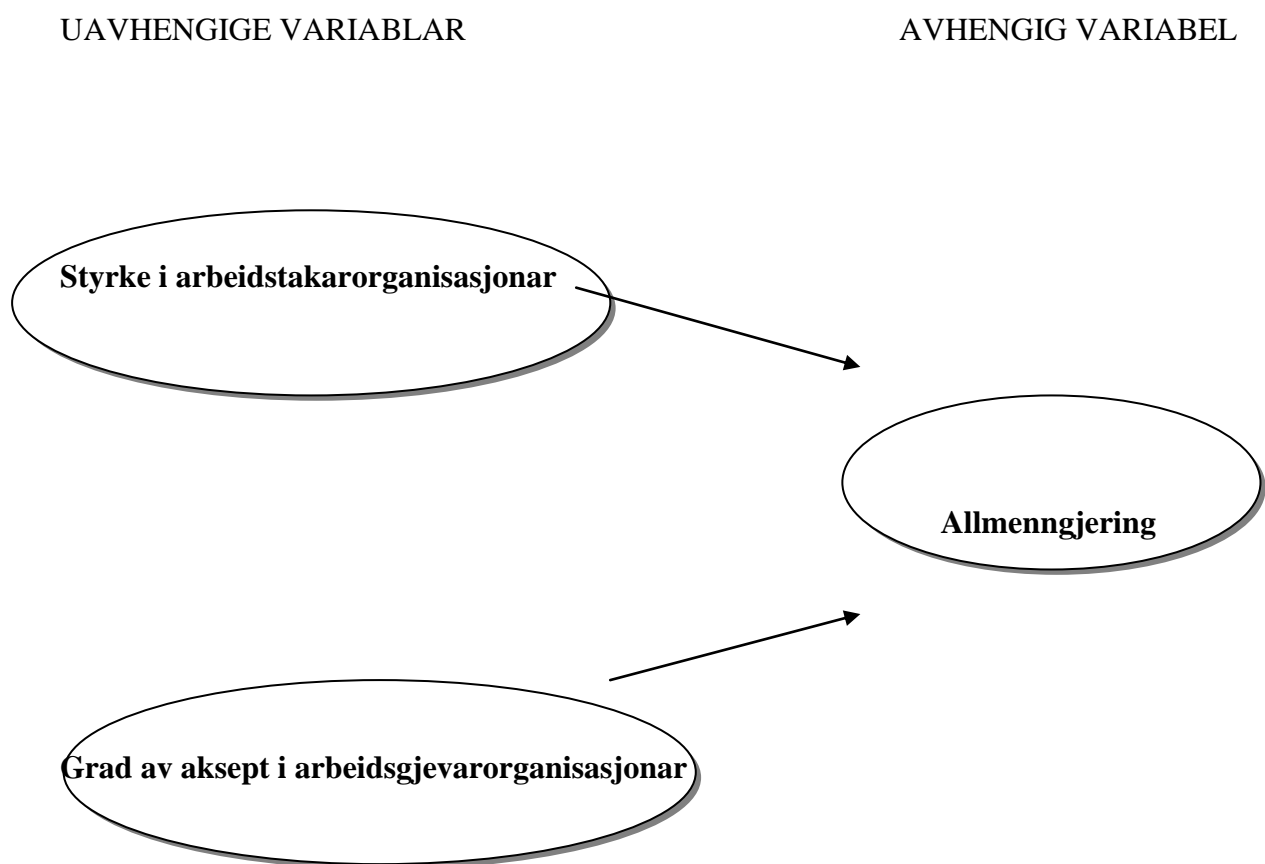 UAVHENGIGE VARIABLAR
AVHENGIG VARIABEL
Styrke i arbeidstakarorganisasjonar
Allmenngjering
Grad av aksept i arbeidsgjevarorganisasjonar